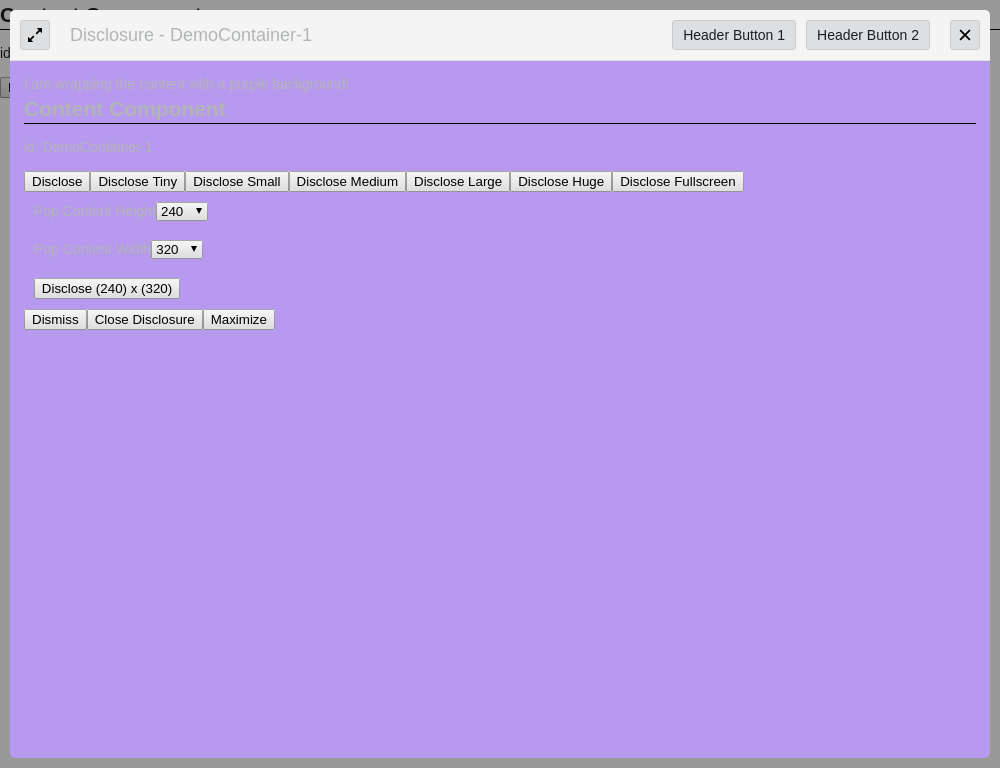 Disclosure - DemoContainer-1 Header Button 1 Header Button 2
I am wrapping the content with a purple background!
Content Component
id: DemoContainer-1
Disclose Disclose Tiny Disclose Small Disclose Medium Disclose Large Disclose Huge Disclose Fullscreen
Pop Content Height 240
Pop Content Width 320
Disclose (240) x (320)
Dismiss Close Disclosure Maximize
id